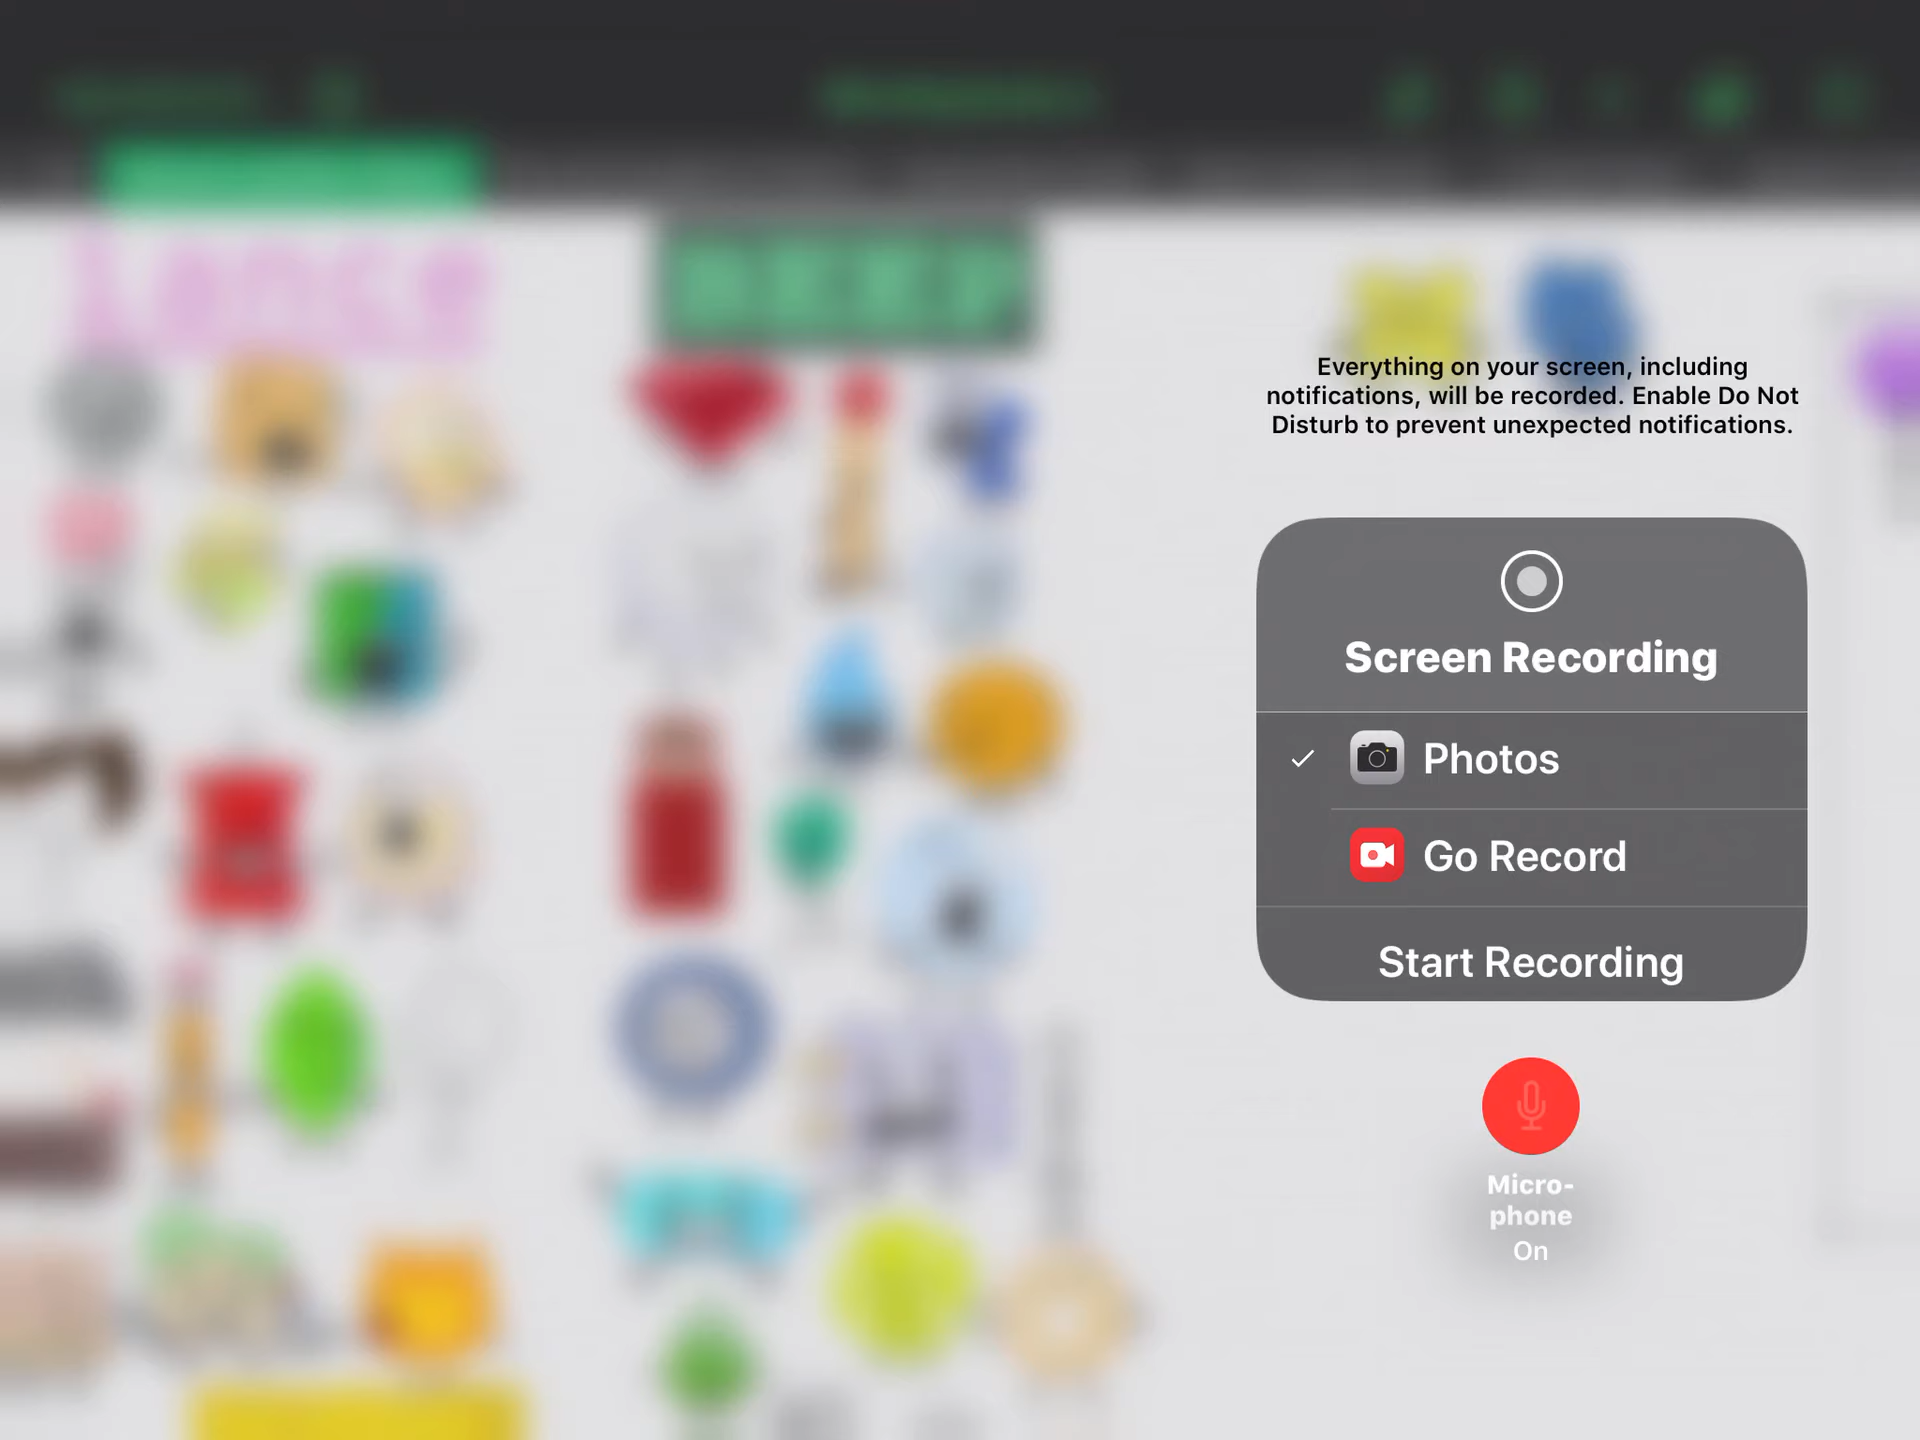 Everything on your screen, including
notifications, will be recorded. Enable Do Not
Disturb to prevent unexpected notifications.
Screen Recording
Photos
Go Record
Start Recording
Micro-
phone
On